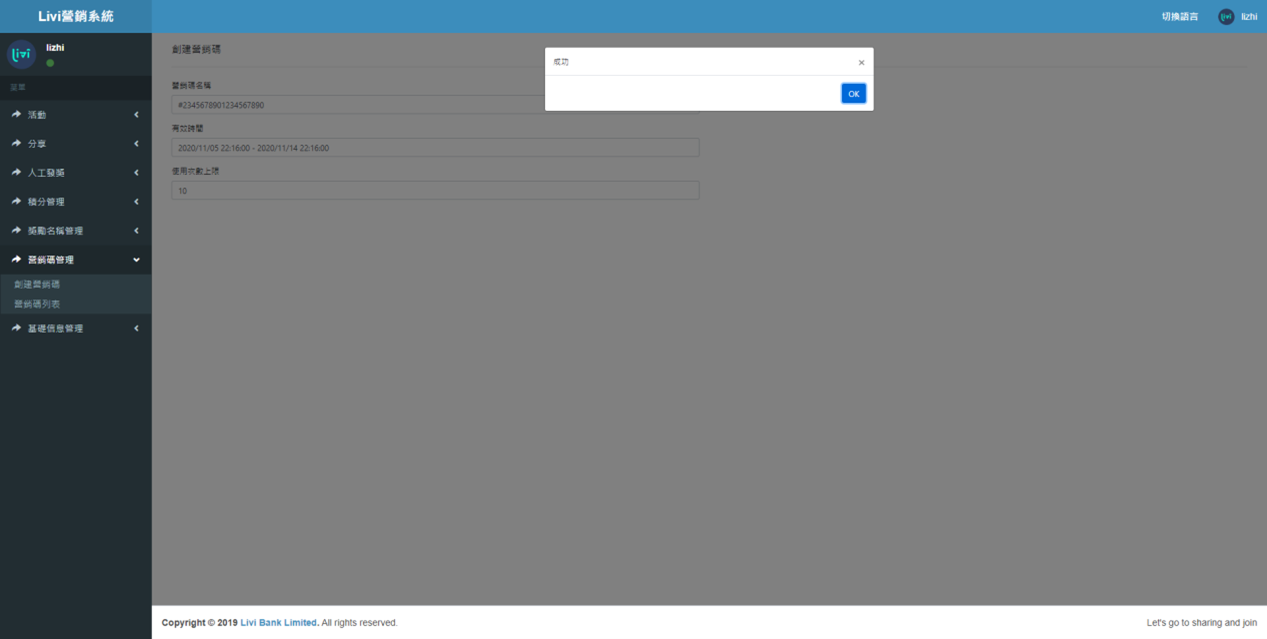 Livi營銷系統
切換語言
livi
lizhi
livi
lizhi
菜單
活動
分享
人工發獎
積分管理
獎勵名稱管理
營銷碼管理
創建營銷碼
營銷碼列表
基礎信息管理
創建營銷碼
營銷碼名稱
#2345678901234567890
有效時間
2020/11/05 22:16:00 - 2020/11/14 22:16:00
使用次數上限
10
成功
×
OK
Copyright © 2019 Livi Bank Limited. All rights reserved.
Let's go to sharing and join